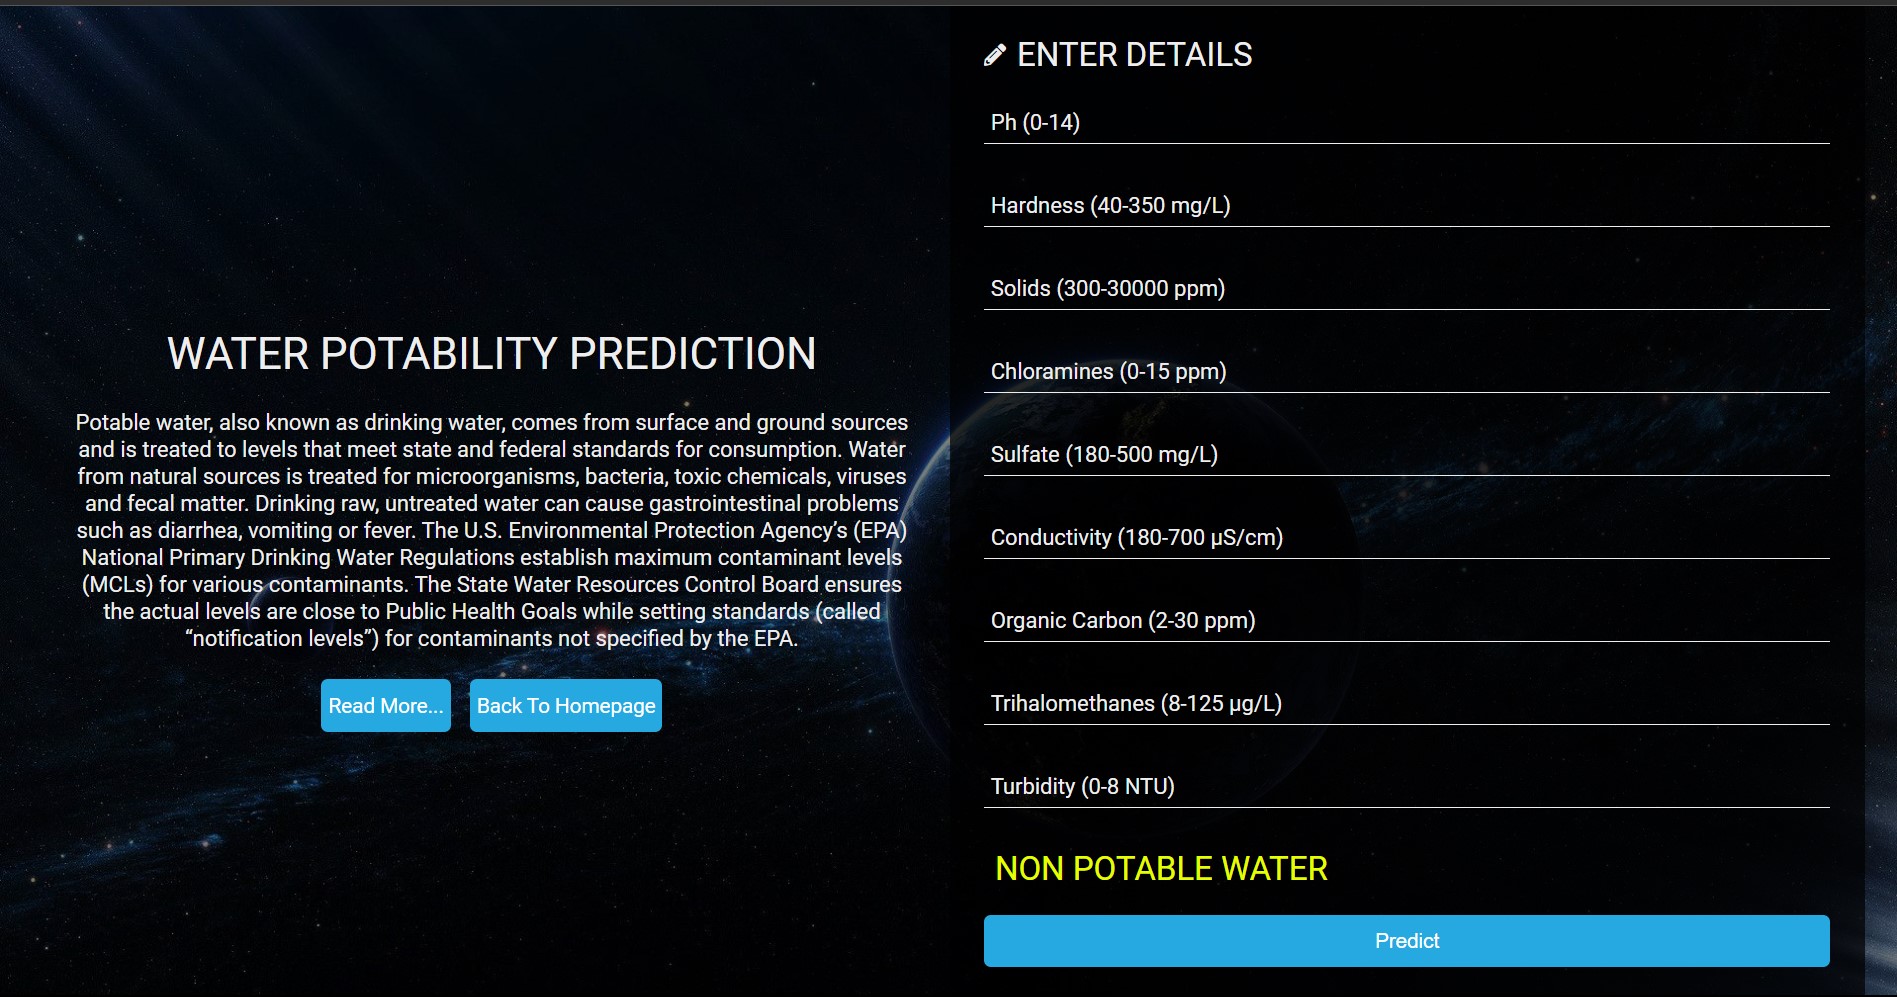 WATER POTABILITY PREDICTION
Potable water, also known as drinking water, comes from surface and ground sources
and is treated to levels that meet state and federal standards for consumption. Water
from natural sources is treated for microorganisms, bacteria, toxic chemicals, viruses
and fecal matter. Drinking raw, untreated water can cause gastrointestinal problems
such as diarrhea, vomiting or fever. The U.S. Environmental Protection Agency’s (EPA)
National Primary Drinking Water Regulations establish maximum contaminant levels
(MCLs) for various contaminants. The State Water Resources Control Board ensures
the actual levels are close to Public Health Goals while setting standards (called
“notification levels”) for contaminants not specified by the EPA.
Read More...
Back To Homepage
ENTER DETAILS
Ph (0-14)
Hardness (40-350 mg/L)
Solids (300-30000 ppm)
Chloramines (0-15 ppm)
Sulfate (180-500 mg/L)
Conductivity (180-700 µS/cm)
Organic Carbon (2-30 ppm)
Trihalomethanes (8-125 µg/L)
Turbidity (0-8 NTU)
NON POTABLE WATER
Predict